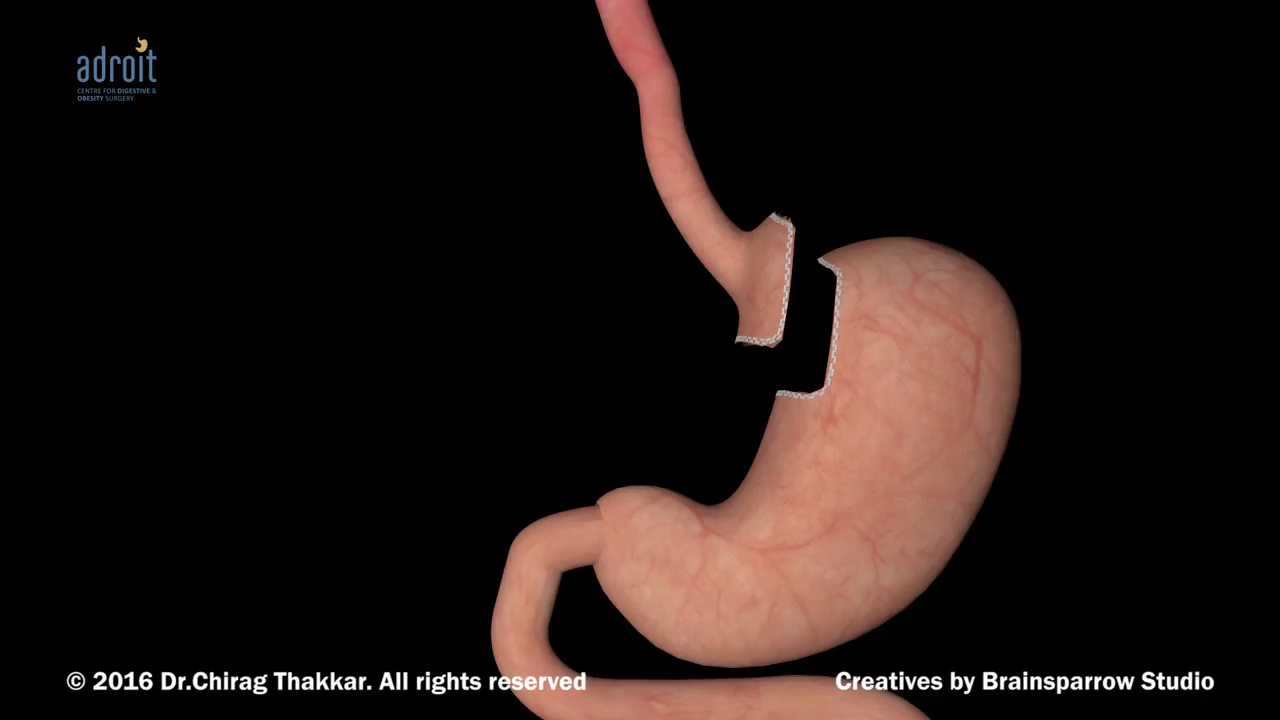 adroit
CENTRE FOR DIGESTIVE &
OBESITY SURGERY
© 2016 Dr.Chirag Thakkar. All rights reserved
Creatives by Brainsparrow Studio